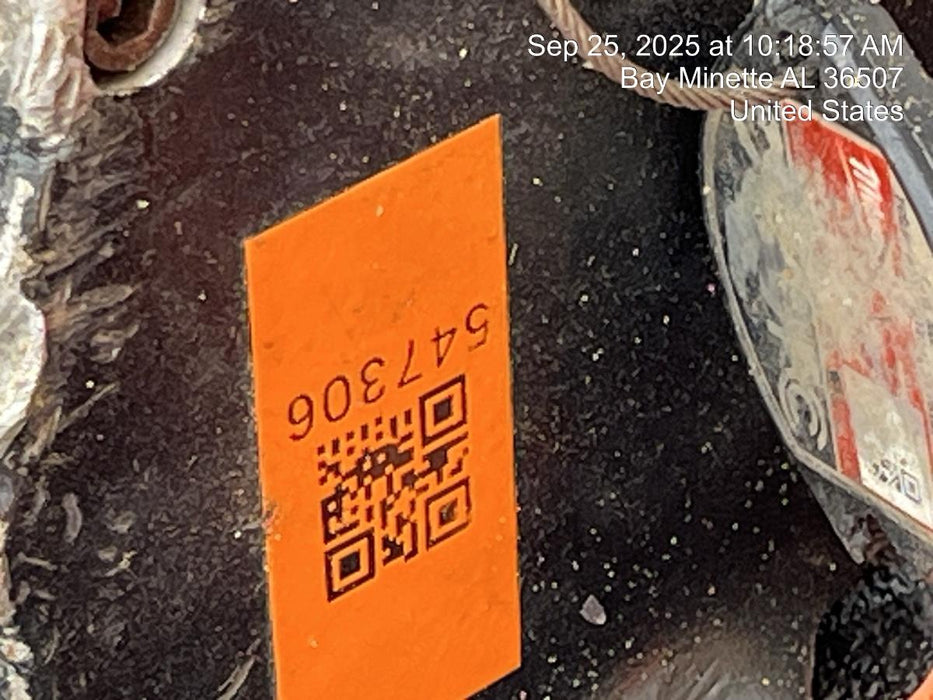 Sep 25, 2025 at 10:18:57 AM
Bay Minette AL 36507
United States
547306